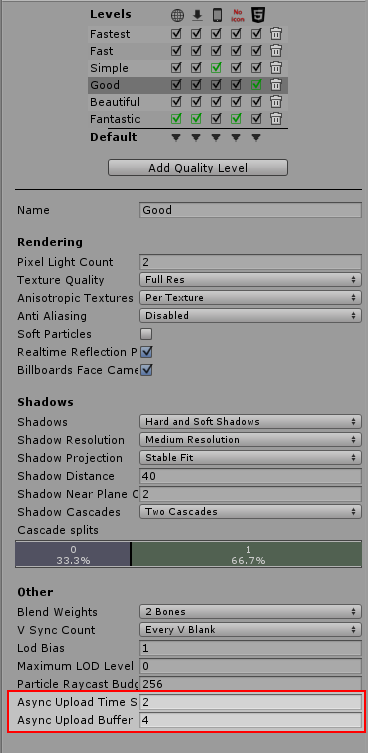 Levels No Icon
Fastest
Fast
Simple
Good
Beautiful
Fantastic
Default
Add Quality Level
Name Good
Rendering
Pixel Light Count 2
Texture Quality Full Res
Anisotropic Textures Per Texture
Anti Aliasing Disabled
Soft Particles
Realtime Reflection P
Billboards Face Came
Shadows
Shadows Hard and Soft Shadows
Shadow Resolution Medium Resolution
Shadow Projection Stable Fit
Shadow Distance 40
Shadow Near Plane O 2
Shadow Cascades Two Cascades
Cascade splits
0 1
33.3% 66.7%
Other
Blend Weights 2 Bones
V Sync Count Every V Blank
Lod Bias 1
Maximum LOD Level 0
Particle Raycast Budg 256
Async Upload Time S 2
Async Upload Buffer 4